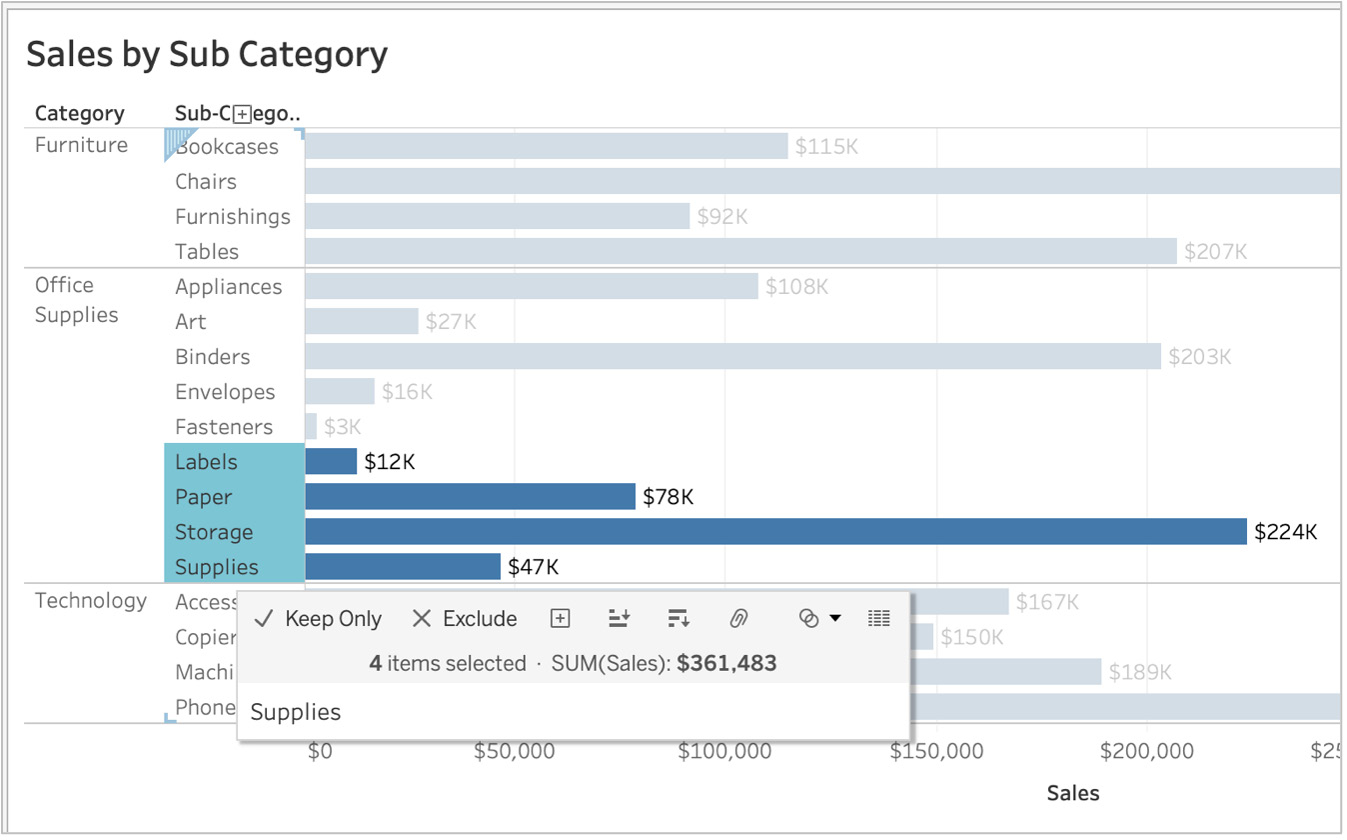 Sales by Sub Category
Category Sub-C ego..
Furniture Bookcases $115K
Chairs
Furnishings $92K
Tables $207K
Office Supplies Appliances $108K
Art $27K
Binders $203K
Envelopes $16K
Fasteners $3K
Labels $12K
Paper $78K
Storage $224K
Supplies $47K
Technology Access $167K
Copier $150K
Machi $189K
Phone
Keep Only Exclude
4 items selected · SUM(Sales): $361,483
Supplies
$0 $50,000 $100,000 $150,000 $200,000 $25
Sales